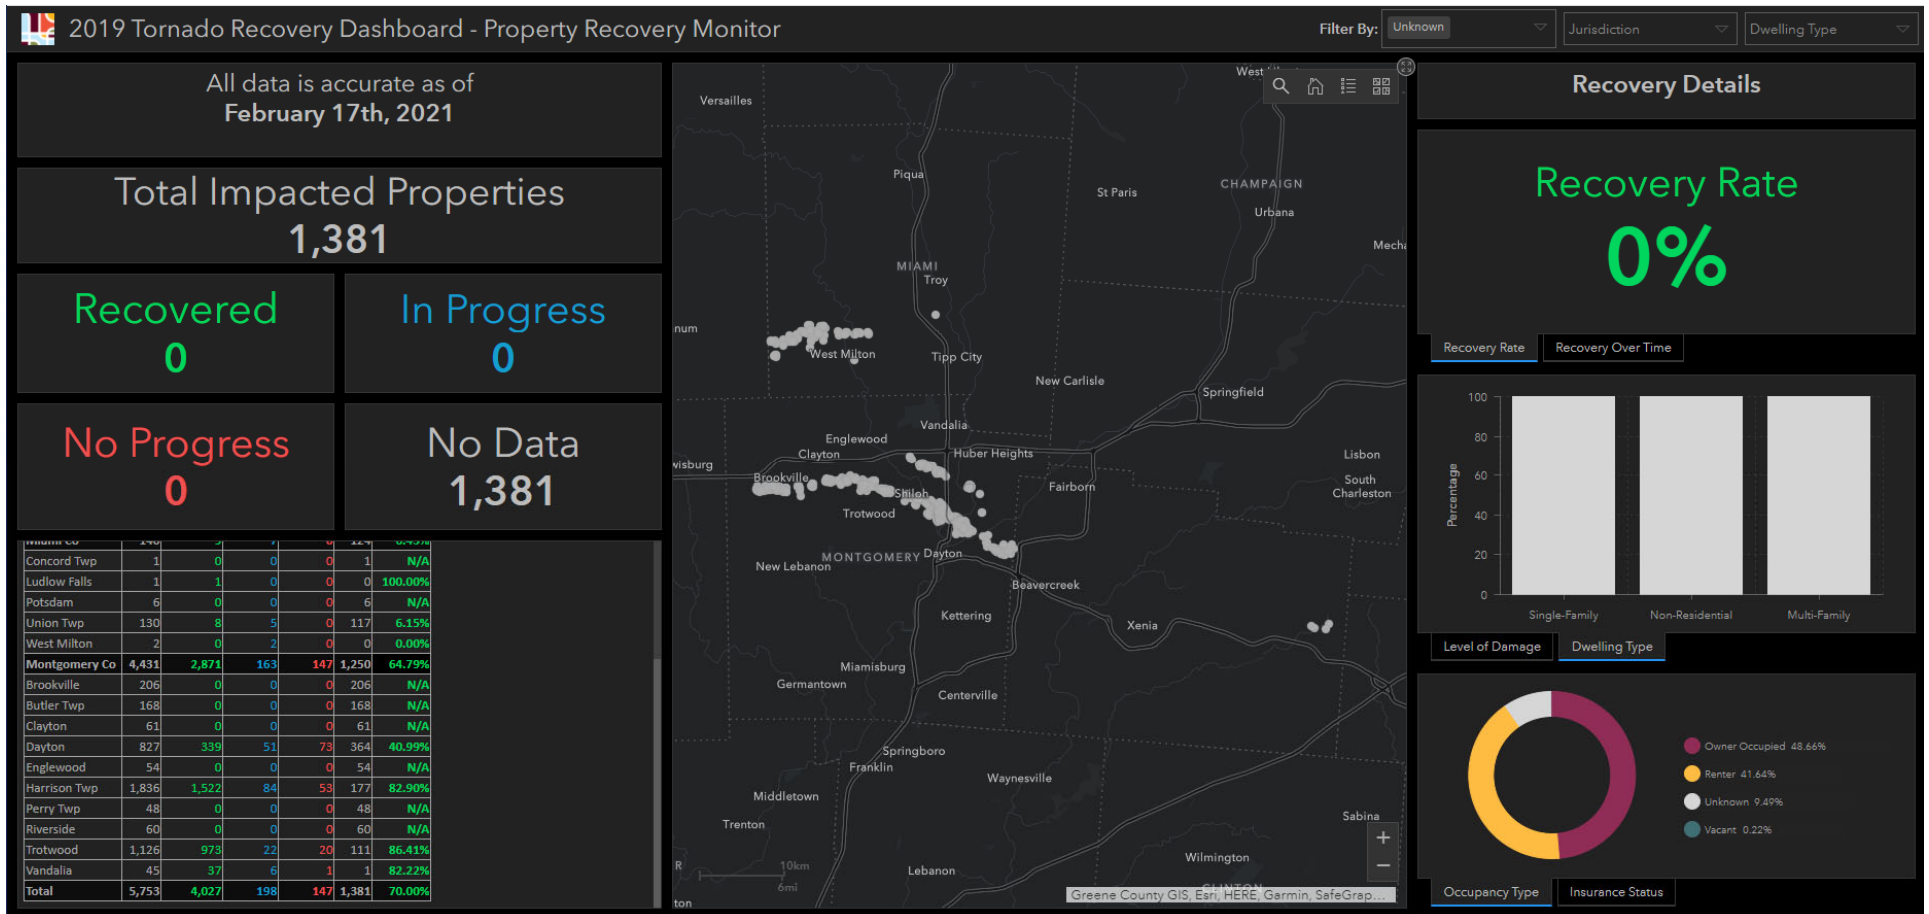 2019 Tornado Recovery Dashboard - Property Recovery Monitor
Filter By: Unknown Jurisdiction Dwelling Type
All data is accurate as of
February 17th, 2021
Total Impacted Properties
1,381
Recovered
0
In Progress
0
No Progress
0
No Data
1,381
Concord Twp 1 0 0 0 1 N/A
Ludlow Falls 1 1 0 0 0 100.00%
Potsdam 6 0 0 0 6 N/A
Union Twp 130 8 5 0 117 6.15%
West Milton 2 0 2 0 0 0.00%
Montgomery Co 4,431 2,871 163 147 1,250 64.79%
Brookville 206 0 0 0 206 N/A
Butler Twp 168 0 0 0 168 N/A
Clayton 61 0 0 0 61 N/A
Dayton 827 339 51 73 364 40.99%
Englewood 54 0 0 0 54 N/A
Harrison Twp 1,836 1,522 84 53 177 82.90%
Perry Twp 48 0 0 0 48 N/A
Riverside 60 0 0 0 60 N/A
Trotwood 1,126 973 22 20 111 86.41%
Vandalia 45 37 6 1 1 82.22%
Total 5,753 4,027 198 147 1,381 70.00%
West
Versailles
Piqua
St Paris
CHAMPAIGN
Urbana
Mecha
MIAMI
Troy
num
West Milton
Tipp City
New Carlisle
Springfield
Vandalia
Englewood
Clayton
Huber Heights
Lisbon
wisburg
Brookville
Fairborn
South
Charleston
Shiloh
Trotwood
MONTGOMERY
Dayton
New Lebanon
Beavercreek
Kettering
Xenia
Miamisburg
Germantown
Centerville
Springboro
Franklin
Waynesville
Middletown
Trenton
Sabina
Wilmington
Lebanon
CLINTON
R
10km
6mi
ton
+
−
Greene County GIS, Esri, HERE, Garmin, SafeGrap...
Recovery Details
Recovery Rate
0%
Recovery Rate
Recovery Over Time
Percentage
100
80
60
40
20
0
Single-Family
Non-Residential
Multi-Family
Level of Damage
Dwelling Type
Owner Occupied 48.66%
Renter 41.64%
Unknown 9.49%
Vacant 0.22%
Occupancy Type
Insurance Status